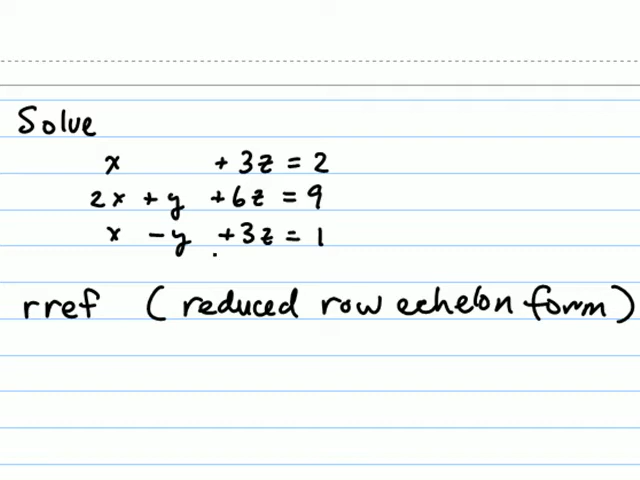 Solve
x + 3z = 2
2x + y + 6z = 9
x - y + 3z = 1
rref (reduced row echelon form)